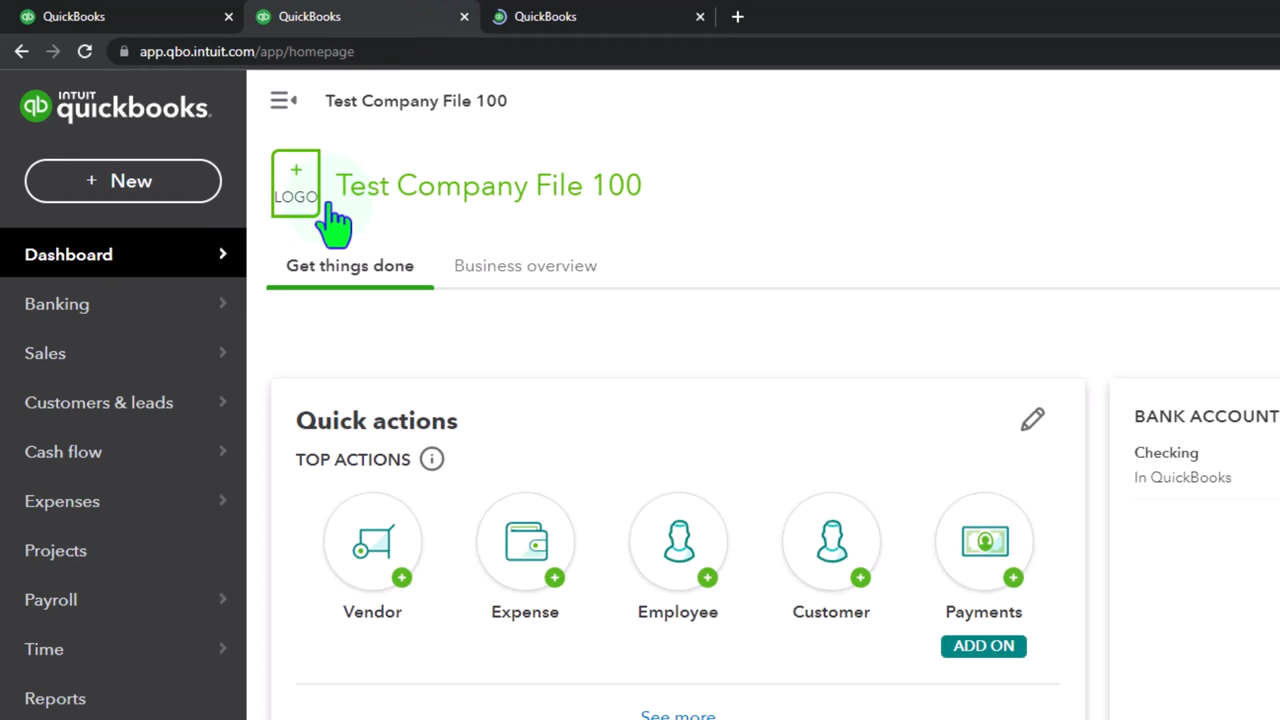 QuickBooks
QuickBooks
QuickBooks
app.qbo.intuit.com/app/homepage
INTUIT
quickbooks.
Test Company File 100
+ New
+
LOGO
Test Company File 100
Dashboard
Get things done
Business overview
Banking
Sales
Customers & leads
Cash flow
Expenses
Projects
Payroll
Time
Reports
Quick actions
TOP ACTIONS
Vendor
Expense
Employee
Customer
Payments
ADD ON
See more
BANK ACCOUNT
Checking
In QuickBooks